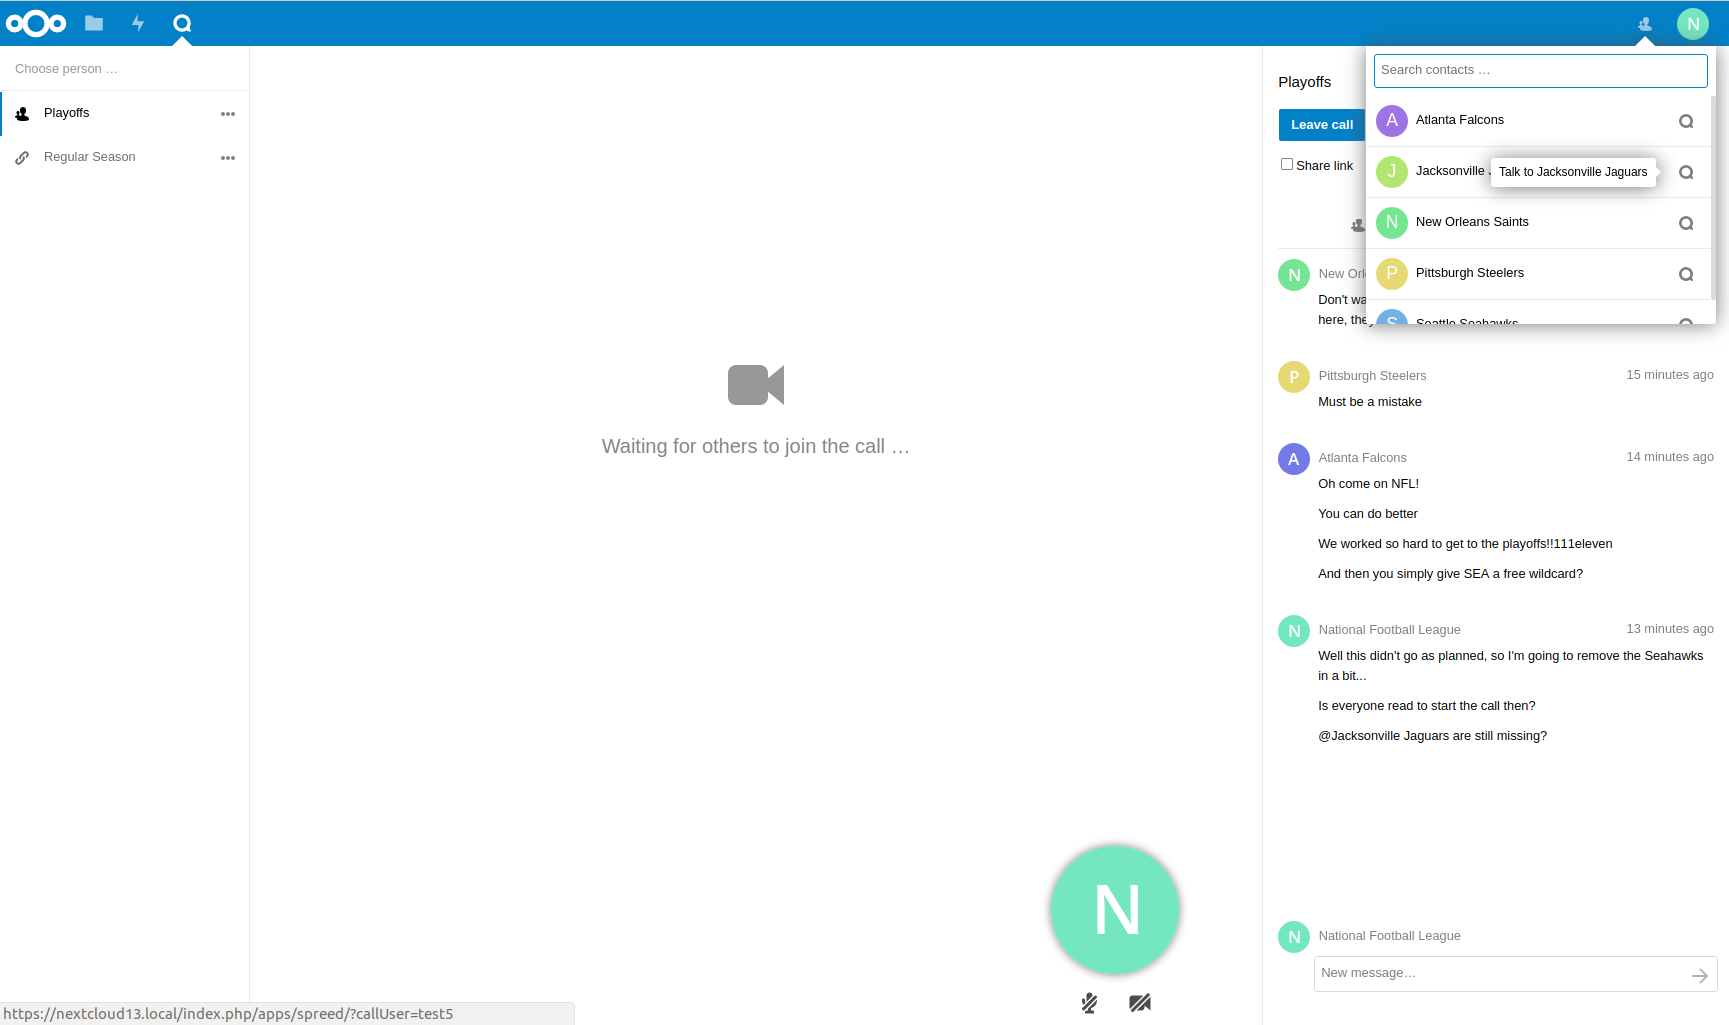 N
Choose person …
Playoffs
Regular Season
Waiting for others to join the call …
N
Playoffs
Leave call
Share link
Search contacts …
A Atlanta Falcons
J Jacksonville
Talk to Jacksonville Jaguars
N New Orleans Saints
P Pittsburgh Steelers
S Seattle Seahawks
N New Orl
Don't wa
here, they
P Pittsburgh Steelers 15 minutes ago
Must be a mistake
A Atlanta Falcons 14 minutes ago
Oh come on NFL!
You can do better
We worked so hard to get to the playoffs!!111eleven
And then you simply give SEA a free wildcard?
N National Football League 13 minutes ago
Well this didn't go as planned, so I'm going to remove the Seahawks
in a bit...
Is everyone read to start the call then?
@Jacksonville Jaguars are still missing?
N National Football League
New message…
https://nextcloud13.local/index.php/apps/spreed/?callUser=test5